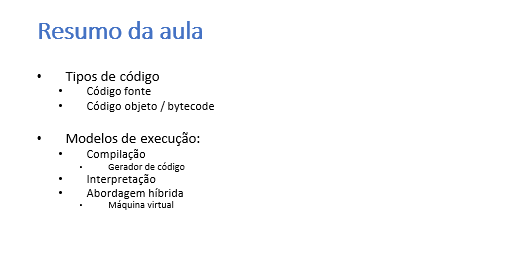 Resumo da aula
• Tipos de código
• Código fonte
• Código objeto / bytecode
• Modelos de execução:
• Compilação
• Gerador de código
• Interpretação
• Abordagem híbrida
• Máquina virtual